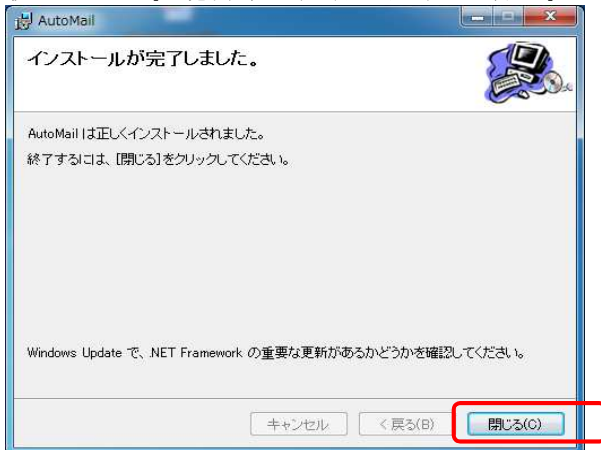 AutoMail
インストールが完了しました。
AutoMail は正しくインストールされました。
終了するには、[閉じる]をクリックしてください。
Windows Update で、.NET Framework の重要な更新があるかどうかを確認してください。
キャンセル
< 戻る(B)
閉じる(C)